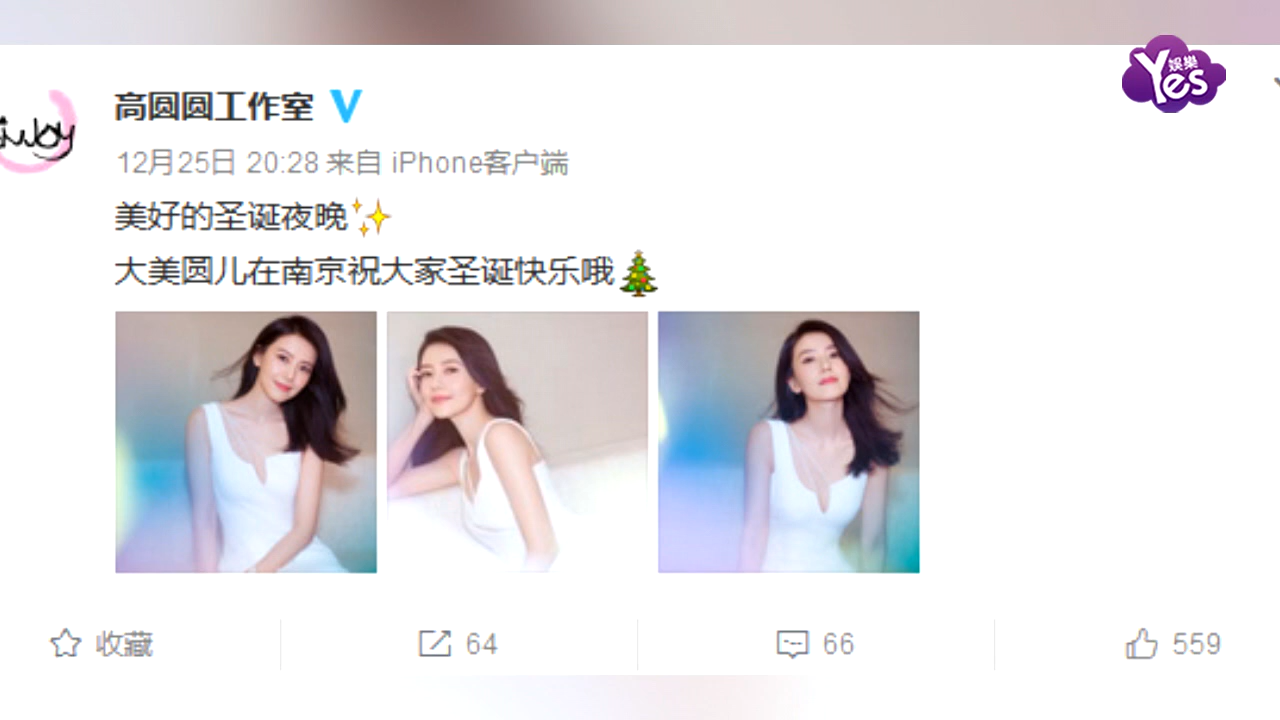 Yes
娛樂
高圆圆工作室
12月25日 20:28 来自 iPhone客户端
美好的圣诞夜晚✨
大美圆儿在南京祝大家圣诞快乐哦🎄
收藏
64
66
559